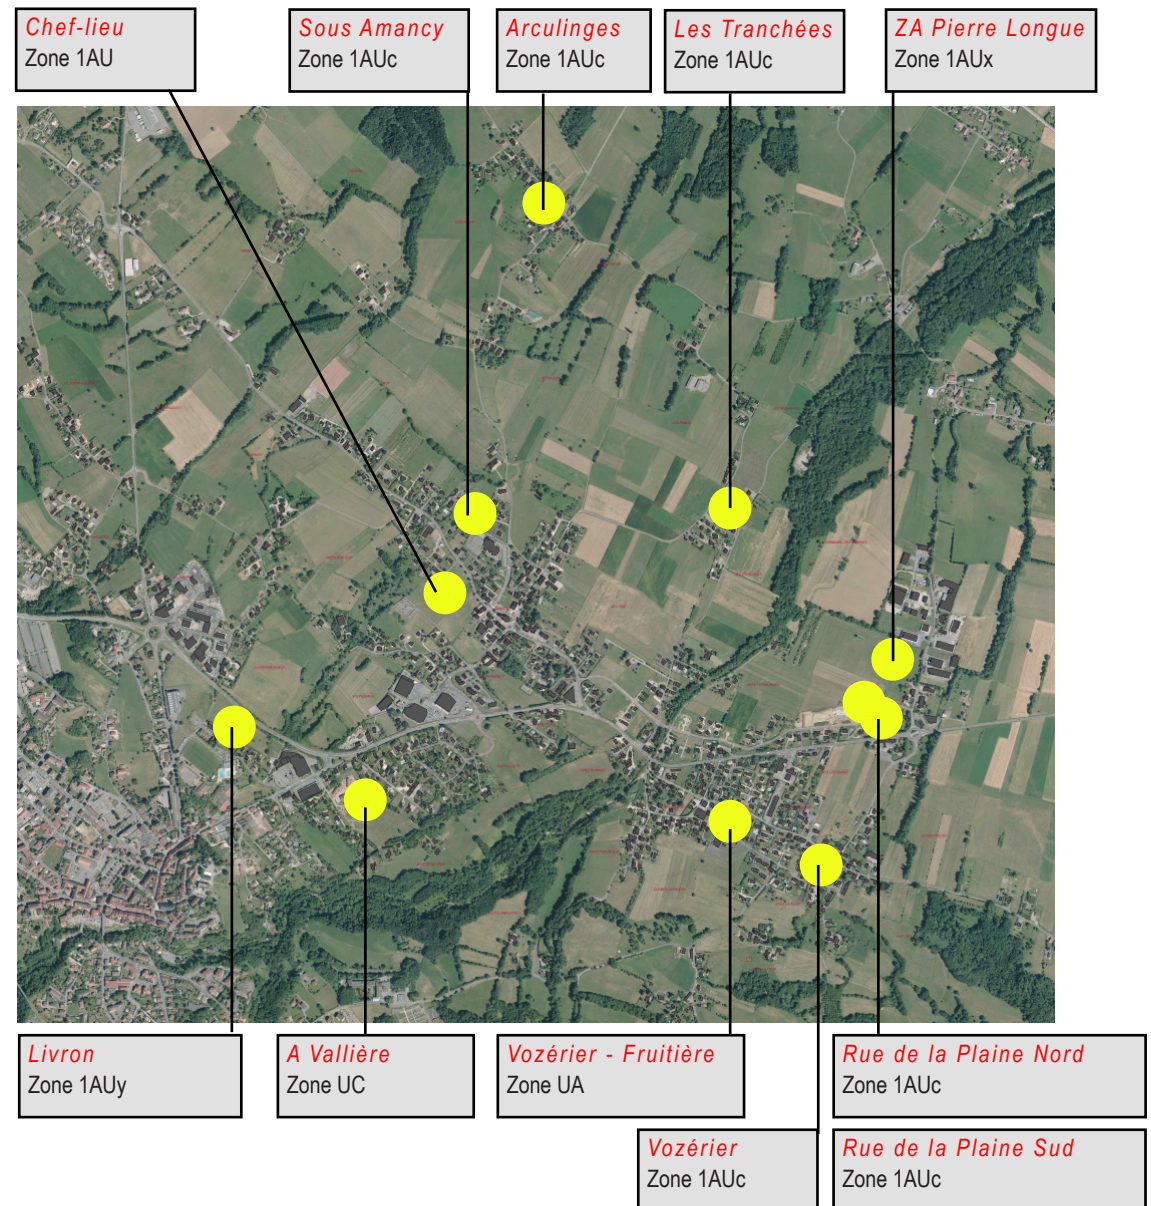 Chef-lieu
Zone 1AU
Sous Amancy
Zone 1AUc
Arculinges
Zone 1AUc
Les Tranchées
Zone 1AUc
ZA Pierre Longue
Zone 1AUx
Livron
Zone 1AUy
A Vallière
Zone UC
Vozérier - Fruitière
Zone UA
Rue de la Plaine Nord
Zone 1AUc
Vozérier
Zone 1AUc
Rue de la Plaine Sud
Zone 1AUc